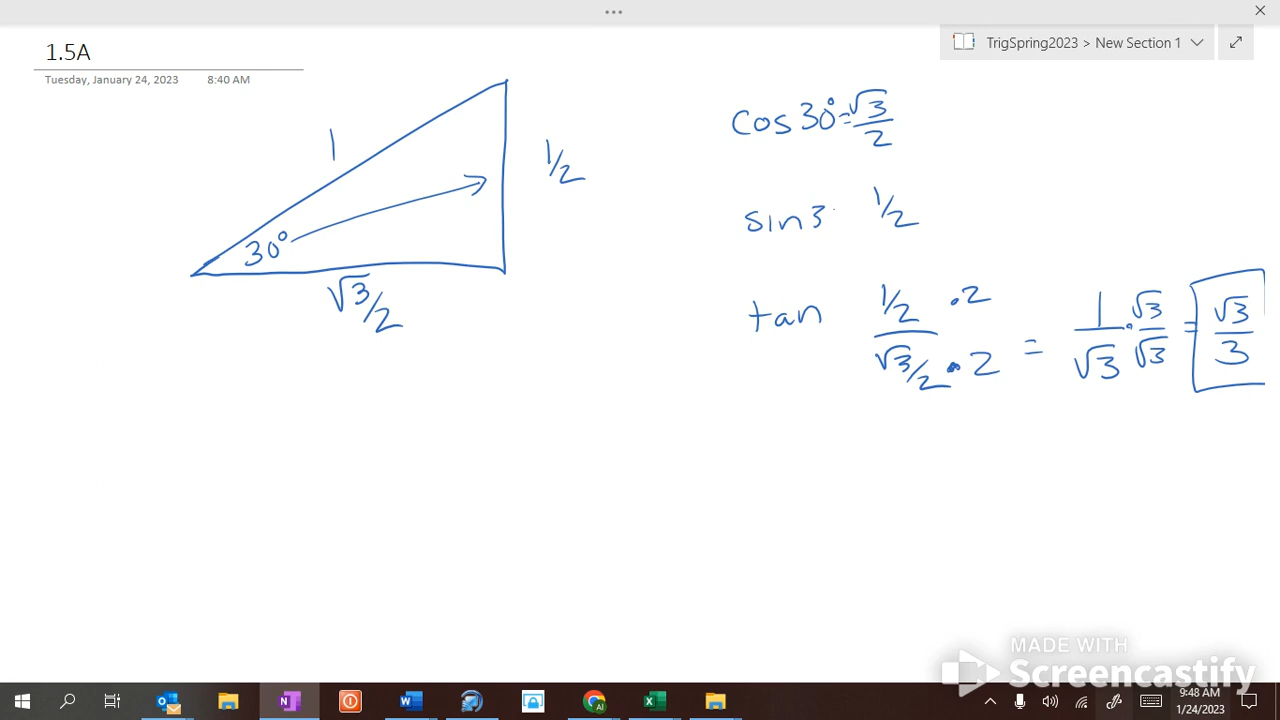 1.5A
TrigSpring2023 > New Section 1
Tuesday, January 24, 2023 8:40 AM
1
1/2
30°
√3/2
cos 30° = √3/2
sin 3 1/2
tan 1/2 · 2 / √3/2 · 2 = 1/√3 · √3/√3 = √3/3
MADE WITH
Screencastify
9:48 AM
1/24/2023